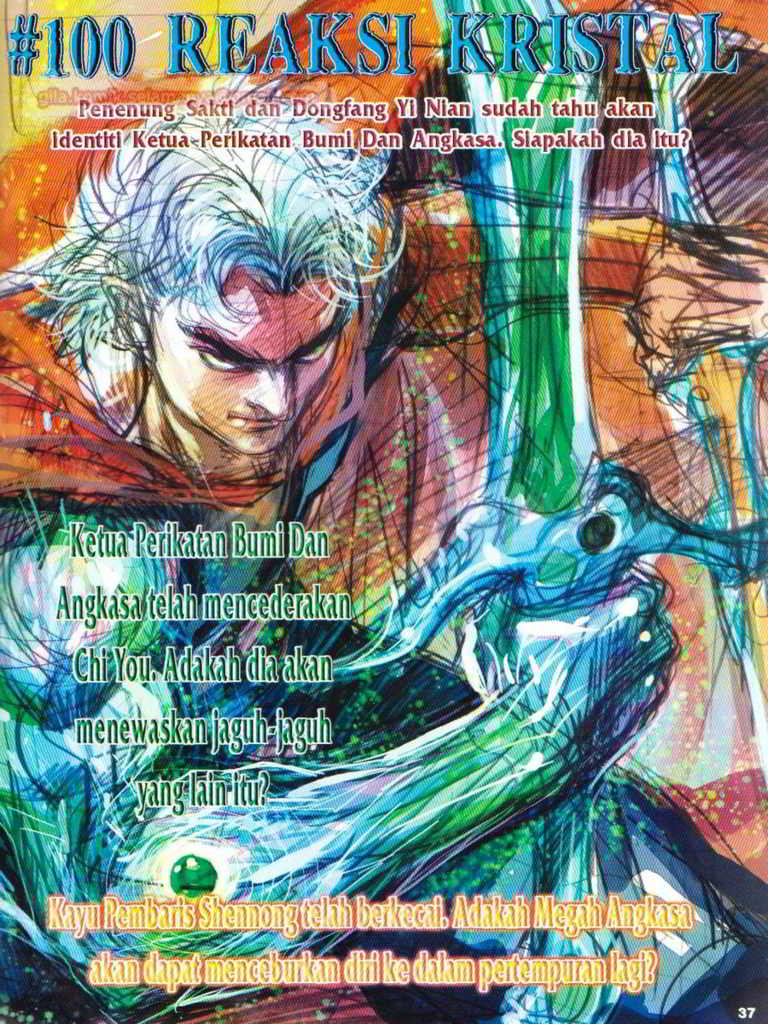 #100 REAKSI KRISTAL
Penenung Sakti dan Dongfang Yi Nian sudah tahu akan
identiti Ketua Perikatan Bumi Dan Angkasa. Siapakah dia itu?
Ketua Perikatan Bumi Dan
Angkasa telah mencederakan
Chi You. Adakah dia akan
menewaskan jaguh-jaguh
yang lain itu?
Kayu Pembaris Shennong telah berkecai. Adakah Megah Angkasa
akan dapat menceburkan diri ke dalam pertempuran lagi?
37